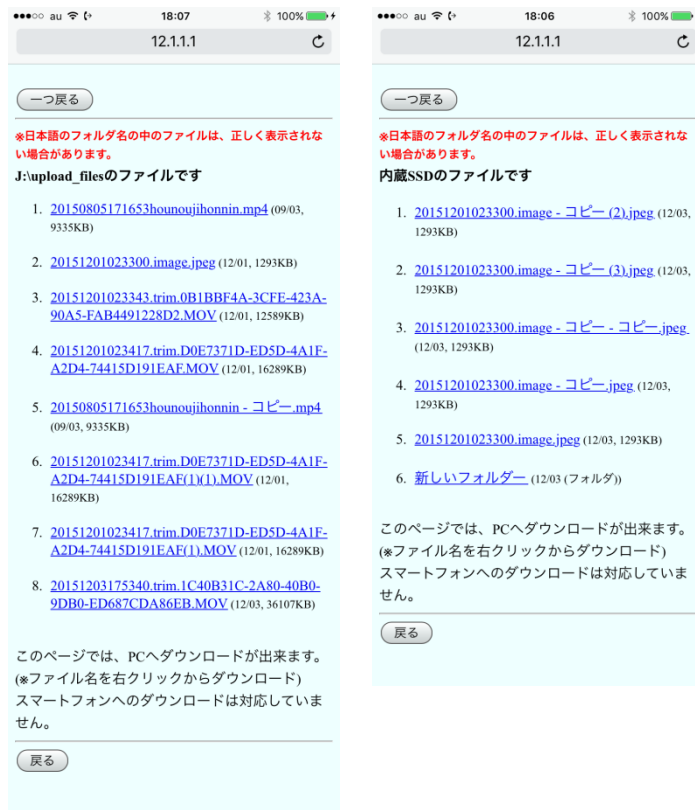 au 18:07 100%
12.1.1.1
一つ戻る
※日本語のフォルダ名の中のファイルは、正しく表示されな
い場合があります。
J:\upload_filesのファイルです
1. 20150805171653hounoujihonnin.mp4 (09/03,
9335KB)
2. 20151201023300.image.jpeg (12/01, 1293KB)
3. 20151201023343.trim.0B1BBF4A-3CFE-423A-
90A5-FAB4491228D2.MOV (12/01, 12589KB)
4. 20151201023417.trim.D0E7371D-ED5D-4A1F-
A2D4-74415D191EAF.MOV (12/01, 16289KB)
5. 20150805171653hounoujihonnin - コピー.mp4
(09/03, 9335KB)
6. 20151201023417.trim.D0E7371D-ED5D-4A1F-
A2D4-74415D191EAF(1)(1).MOV (12/01,
16289KB)
7. 20151201023417.trim.D0E7371D-ED5D-4A1F-
A2D4-74415D191EAF(1).MOV (12/01, 16289KB)
8. 20151203175340.trim.1C40B31C-2A80-40B0-
9DB0-ED687CDA86EB.MOV (12/03, 36107KB)
このページでは、PCへダウンロードが出来ます。
(※ファイル名を右クリックからダウンロード)
スマートフォンへのダウンロードは対応していま
せん。
戻る
au 18:06 100%
12.1.1.1
一つ戻る
※日本語のフォルダ名の中のファイルは、正しく表示されな
い場合があります。
内蔵SSDのファイルです
1. 20151201023300.image - コピー (2).jpeg (12/03,
1293KB)
2. 20151201023300.image - コピー (3).jpeg (12/03,
1293KB)
3. 20151201023300.image - コピー - コピー.jpeg
(12/03, 1293KB)
4. 20151201023300.image - コピー.jpeg (12/03,
1293KB)
5. 20151201023300.image.jpeg (12/03, 1293KB)
6. 新しいフォルダー (12/03 (フォルダ))
このページでは、PCへダウンロードが出来ます。
(※ファイル名を右クリックからダウンロード)
スマートフォンへのダウンロードは対応していま
せん。
戻る